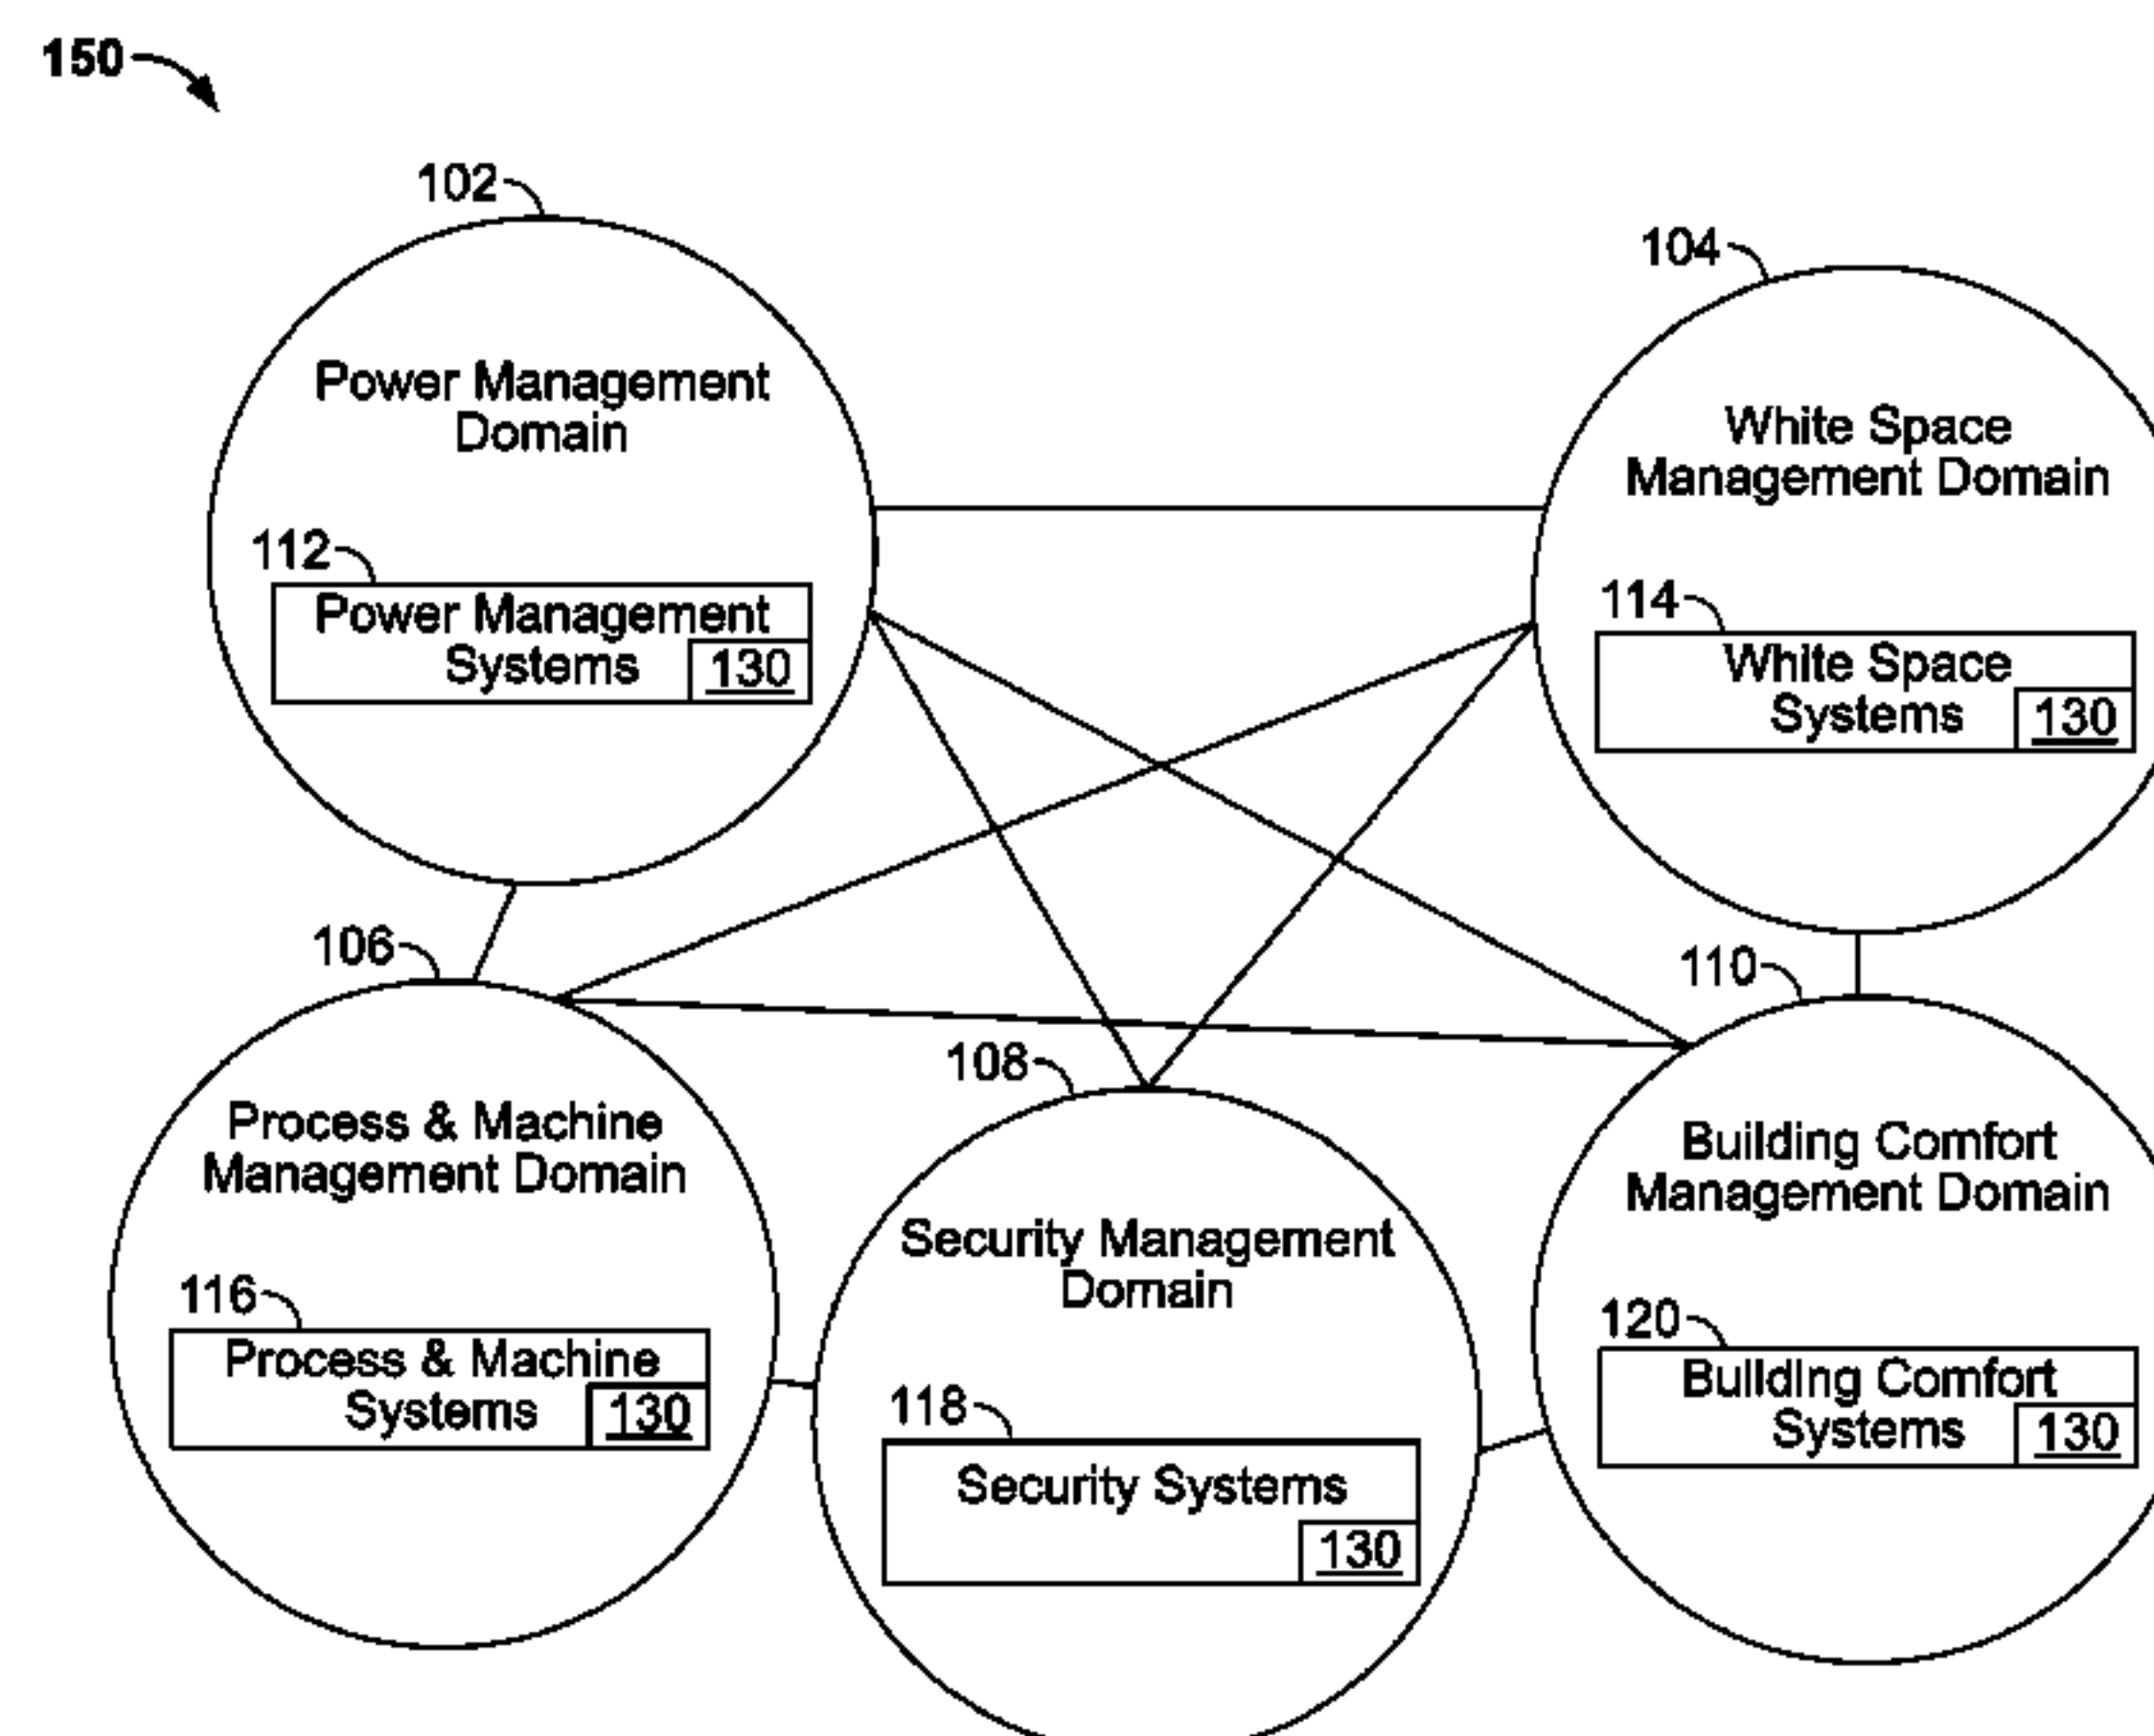 150
102
Power Management
Domain
112
Power Management
Systems
130
104
White Space
Management Domain
114
White Space
Systems
130
106
Process & Machine
Management Domain
116
Process & Machine
Systems
130
108
Security Management
Domain
118
Security Systems
130
110
Building Comfort
Management Domain
120
Building Comfort
Systems
130